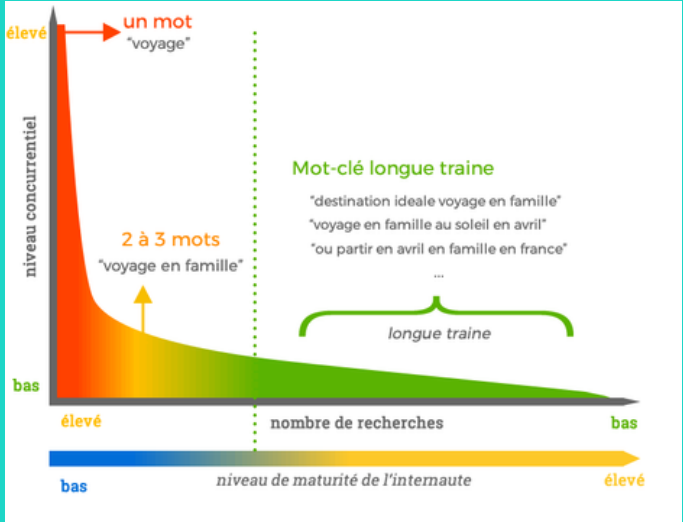 élevé
un mot
"voyage"
niveau concurrentiel
Mot-clé longue traine
"destination ideale voyage en famille"
"voyage en famille au soleil en avril"
"ou partir en avril en famille en france"
...
2 à 3 mots
"voyage en famille"
longue traine
bas
élevé
nombre de recherches
bas
bas
niveau de maturité de l'internaute
élevé